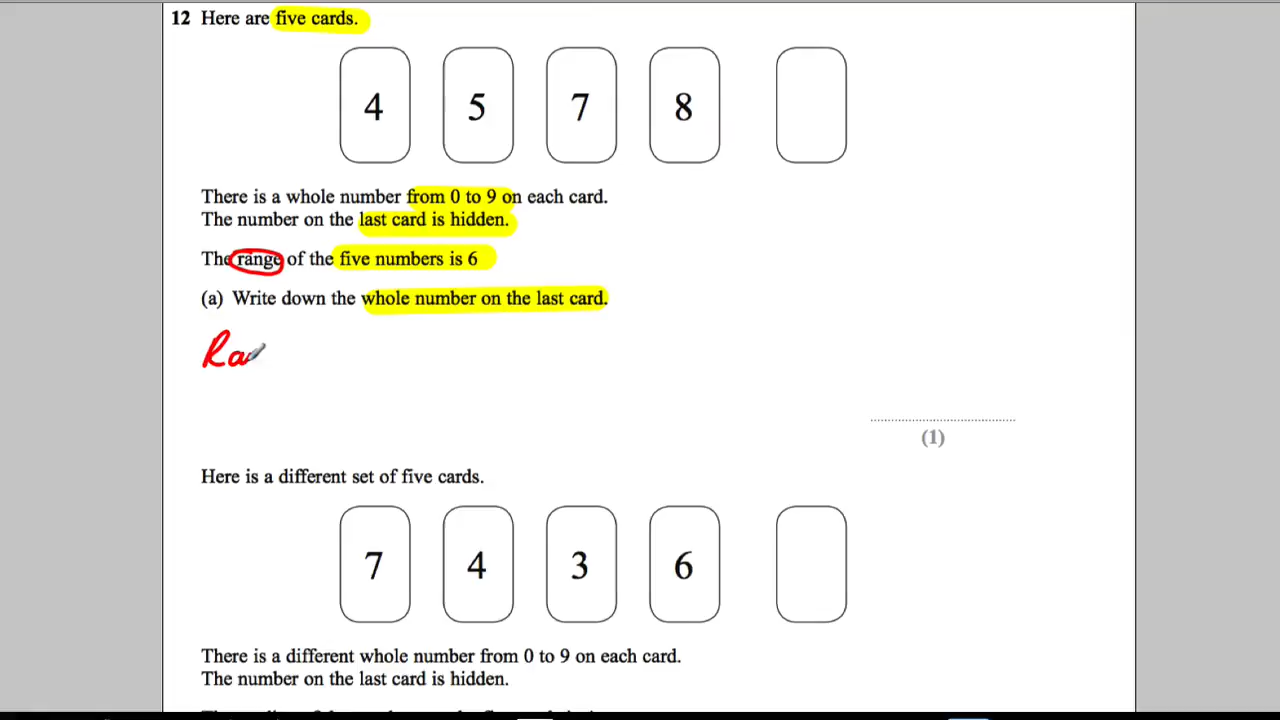 12 Here are five cards.
4 5 7 8
There is a whole number from 0 to 9 on each card.
The number on the last card is hidden.
The range of the five numbers is 6
(a) Write down the whole number on the last card.
Ra
(1)
Here is a different set of five cards.
7 4 3 6
There is a different whole number from 0 to 9 on each card.
The number on the last card is hidden.